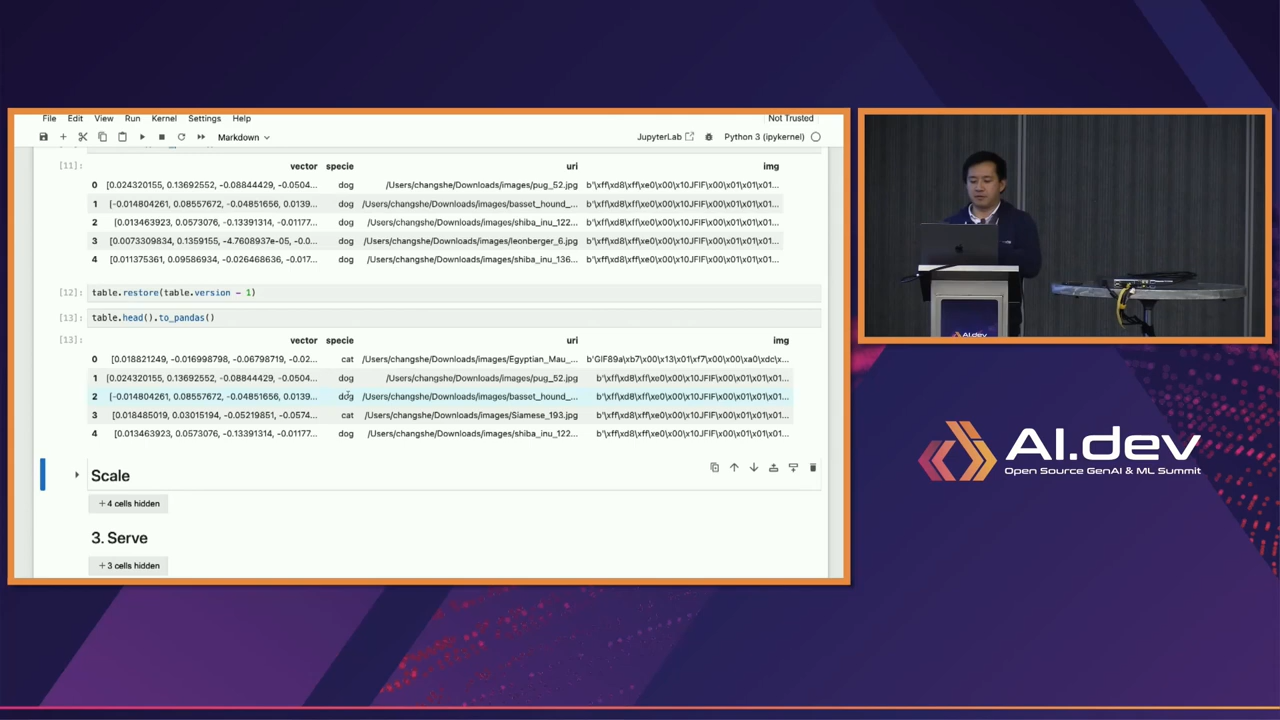 File Edit View Run Kernel Settings Help Not Trusted
Markdown JupyterLab Python 3 (ipykernel)
[11]: vector specie uri img
0 [0.024320155, 0.13692552, -0.08844429, -0.0504... dog /Users/changshe/Downloads/images/pug_52.jpg b'\xff\xd8\xff\xe0\x00\x10JFIF\x00\x01\x01\x01...
1 [-0.014804261, 0.08557672, -0.04851656, 0.0139... dog /Users/changshe/Downloads/images/basset_hound_... b'\xff\xd8\xff\xe0\x00\x10JFIF\x00\x01\x01\x01...
2 [0.013463923, 0.0573076, -0.13391314, -0.01177... dog /Users/changshe/Downloads/images/shiba_inu_122... b'\xff\xd8\xff\xe0\x00\x10JFIF\x00\x01\x01\x01...
3 [0.0073309834, 0.1359155, -4.7608937e-05, -0.0... dog /Users/changshe/Downloads/images/leonberger_6.jpg b'\xff\xd8\xff\xe0\x00\x10JFIF\x00\x01\x01\x01...
4 [0.011375361, 0.09586934, -0.026468636, -0.017... dog /Users/changshe/Downloads/images/shiba_inu_136... b'\xff\xd8\xff\xe0\x00\x10JFIF\x00\x01\x01\x01...
[12]: table.restore(table.version - 1)
[13]: table.head().to_pandas()
[13]: vector specie uri img
0 [0.018821249, -0.016998798, -0.06798719, -0.02... cat /Users/changshe/Downloads/images/Egyptian_Mau_... b'GIF89a\xb7\x00\x13\x01\xf7\x00\x00\xa0\xdc\x...
1 [0.024320155, 0.13692552, -0.08844429, -0.0504... dog /Users/changshe/Downloads/images/pug_52.jpg b'\xff\xd8\xff\xe0\x00\x10JFIF\x00\x01\x01\x01...
2 [-0.014804261, 0.08557672, -0.04851656, 0.0139... dog /Users/changshe/Downloads/images/basset_hound_... b'\xff\xd8\xff\xe0\x00\x10JFIF\x00\x01\x01\x01...
3 [0.018485019, 0.03015194, -0.05219851, -0.0574... cat /Users/changshe/Downloads/images/Siamese_193.jpg b'\xff\xd8\xff\xe0\x00\x10JFIF\x00\x01\x01\x01...
4 [0.013463923, 0.0573076, -0.13391314, -0.01177... dog /Users/changshe/Downloads/images/shiba_inu_122... b'\xff\xd8\xff\xe0\x00\x10JFIF\x00\x01\x01\x01...
Scale
+ 4 cells hidden
3. Serve
+ 3 cells hidden
AI.dev
AI.dev
Open Source GenAI & ML Summit